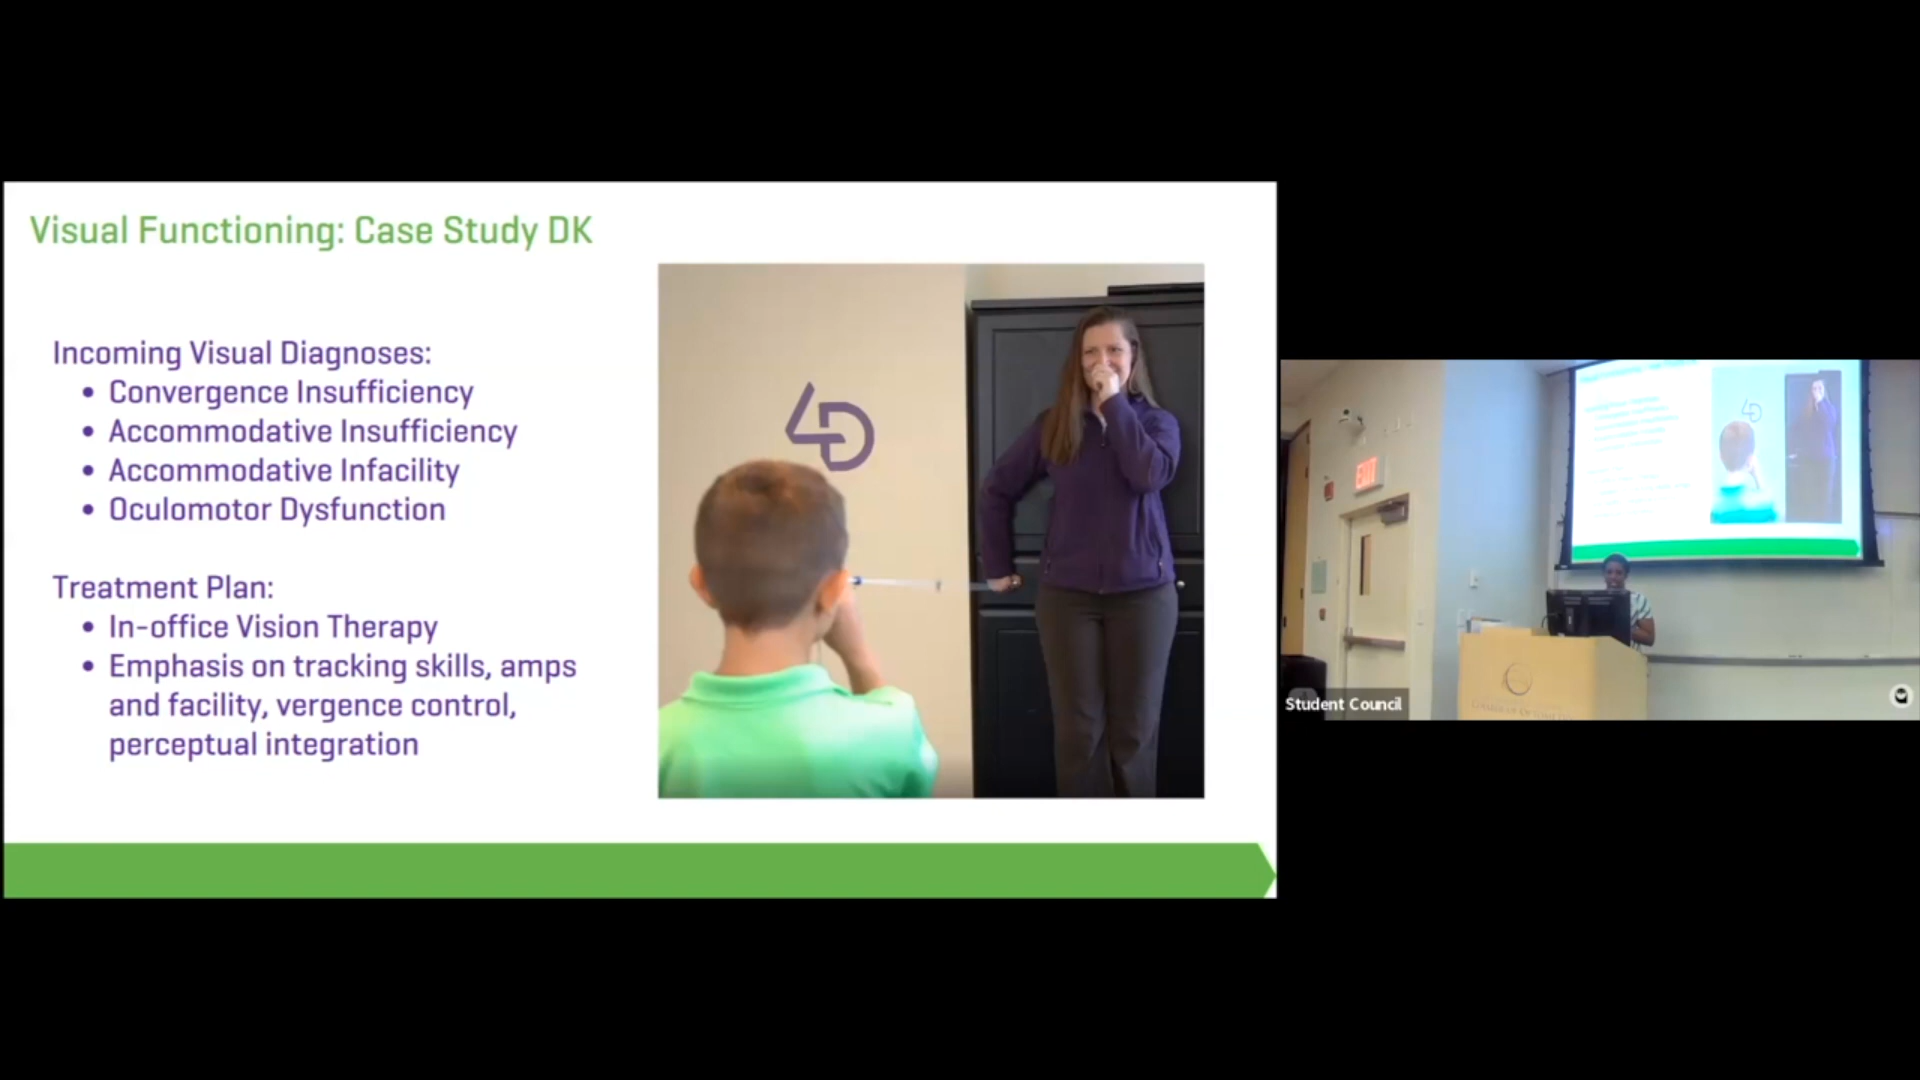 Visual Functioning: Case Study DK
Incoming Visual Diagnoses:
• Convergence Insufficiency
• Accommodative Insufficiency
• Accommodative Infacility
• Oculomotor Dysfunction
Treatment Plan:
• In-office Vision Therapy
• Emphasis on tracking skills, amps
and facility, vergence control,
perceptual integration
4D
EXIT
Student Council